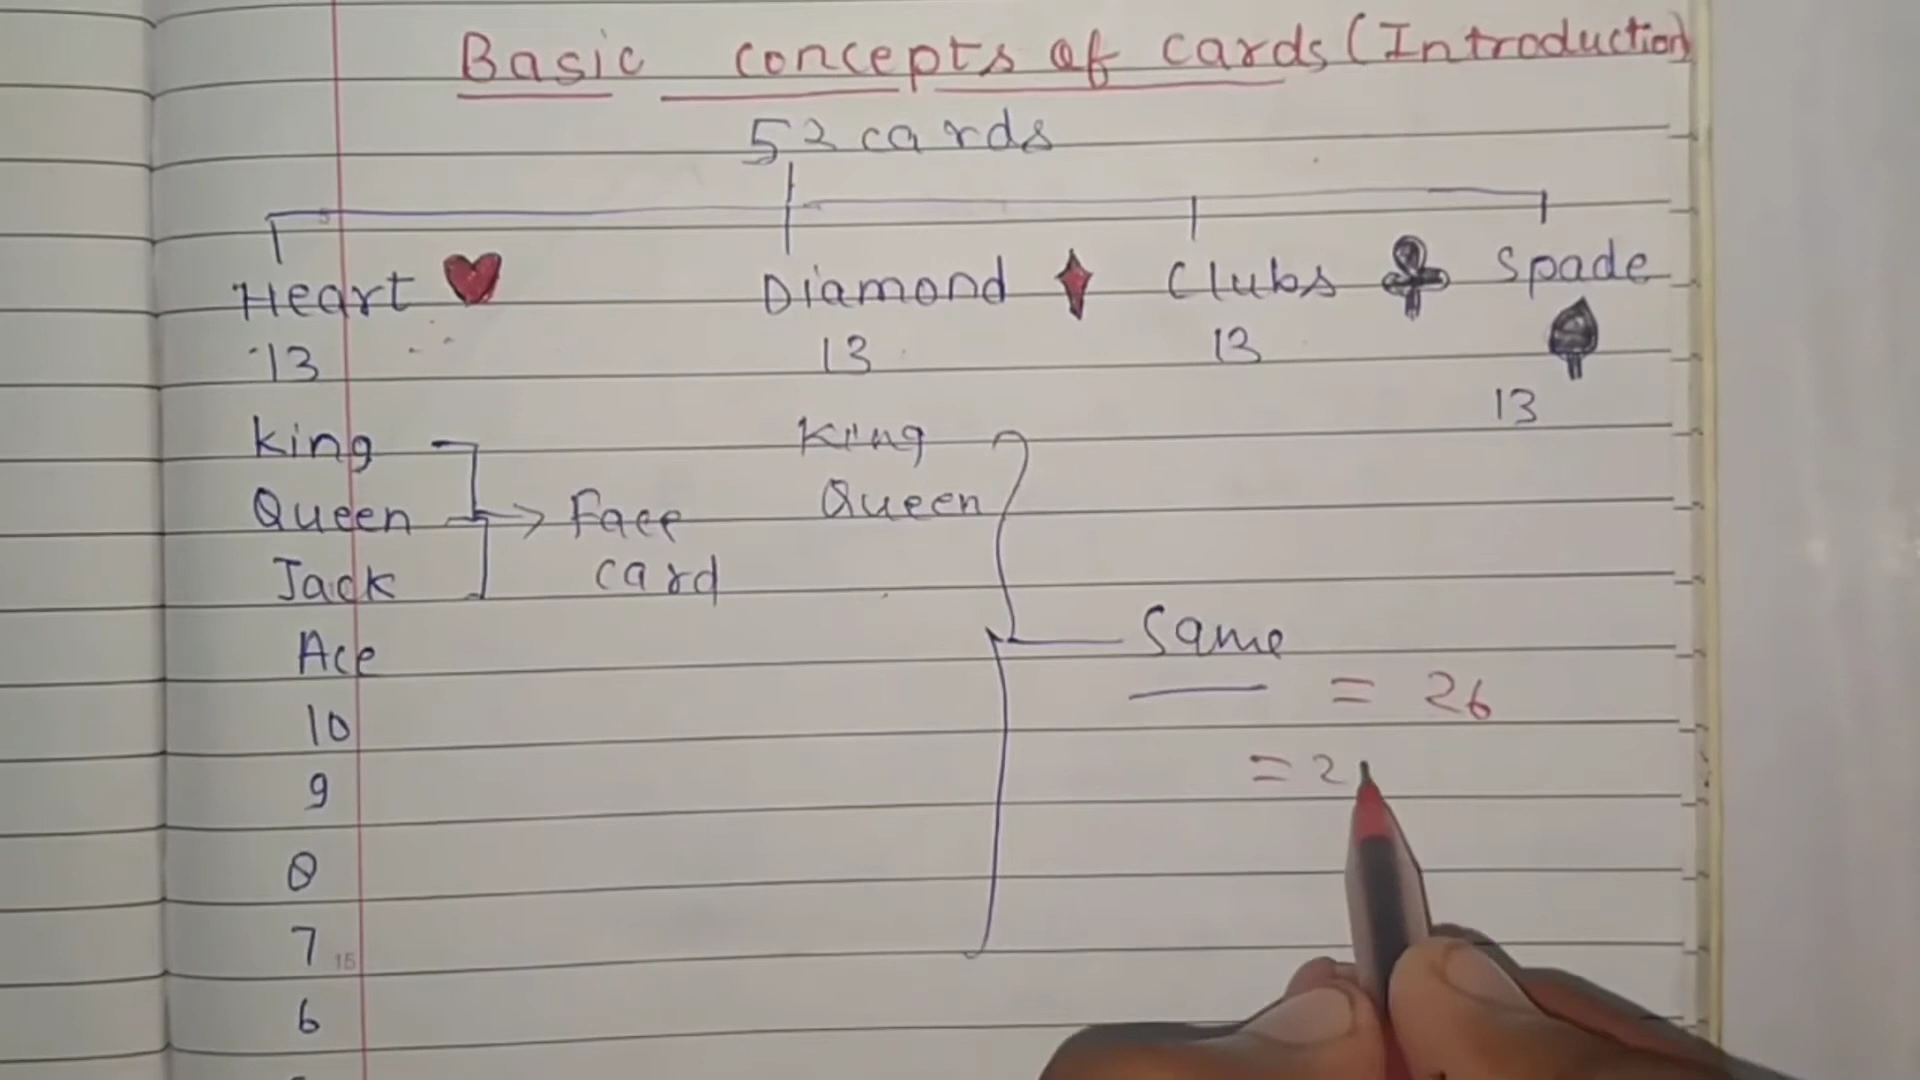 Basic concepts of cards (Introduction)
52 cards
Heart Diamond Clubs Spade
13 13 13 13
King King
Queen Face Queen
Jack card
Ace Same
10 = 26
9 = 2
8
7 15
6